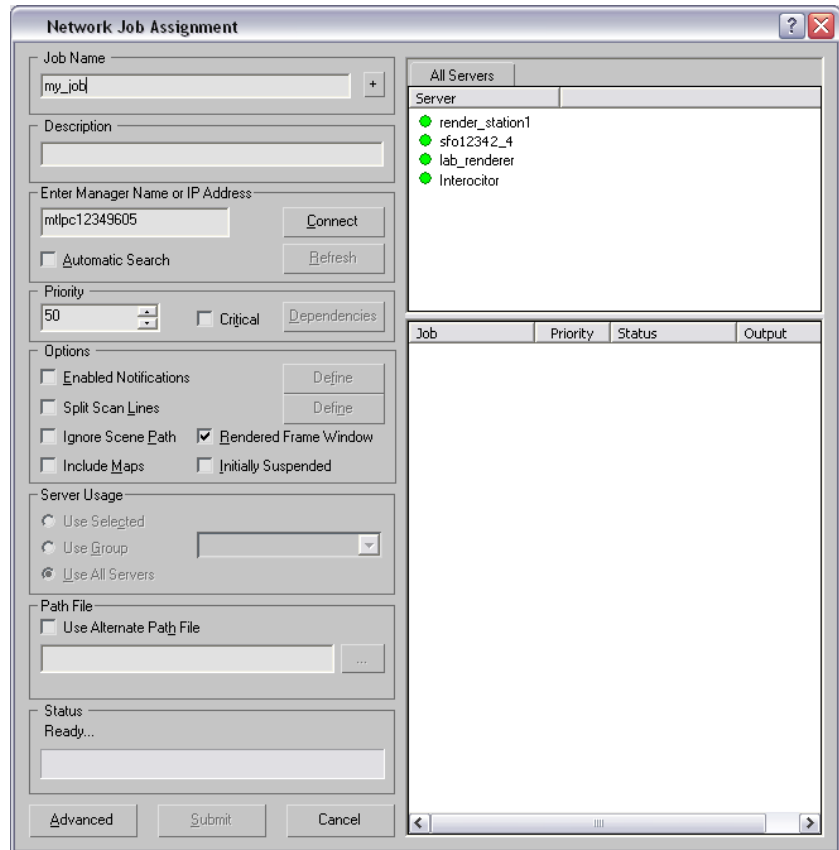 Network Job Assignment
?
X
Job Name
my_job
+
Description
Enter Manager Name or IP Address
mtlpc12349605
Connect
Automatic Search
Refresh
Priority
50
Critical
Dependencies
Options
Enabled Notifications
Define
Split Scan Lines
Define
Ignore Scene Path
Rendered Frame Window
Include Maps
Initially Suspended
Server Usage
Use Selected
Use Group
Use All Servers
Path File
Use Alternate Path File
...
Status
Ready...
Advanced
Submit
Cancel
All Servers
Server
render_station1
sfo12342_4
lab_renderer
Interocitor
Job Priority Status Output